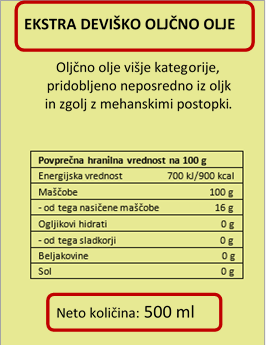 EKSTRA DEVIŠKO OLJČNO OLJE
Oljčno olje višje kategorije,
pridobljeno neposredno iz oljk
in zgolj z mehanskimi postopki.
Povprečna hranilna vrednost na 100 g
Energijska vrednost 700 kJ/900 kcal
Maščobe 100 g
- od tega nasičene maščobe 16 g
Ogljikovi hidrati 0 g
- od tega sladkorji 0 g
Beljakovine 0 g
Sol 0 g
Neto količina: 500 ml